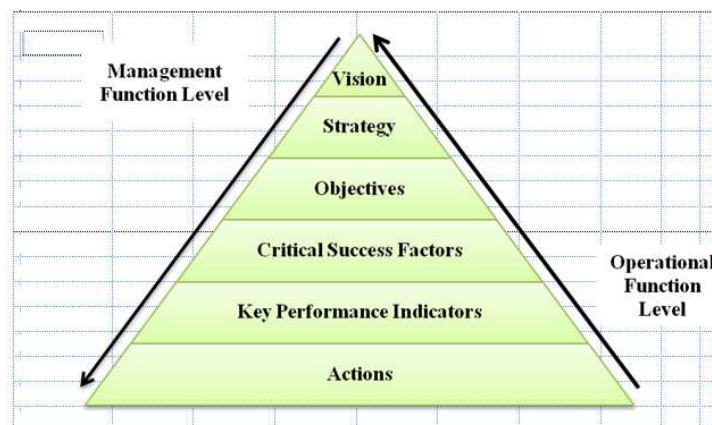 Management
Function Level
Vision
Strategy
Objectives
Critical Success Factors
Key Performance Indicators
Actions
Operational
Function
Level